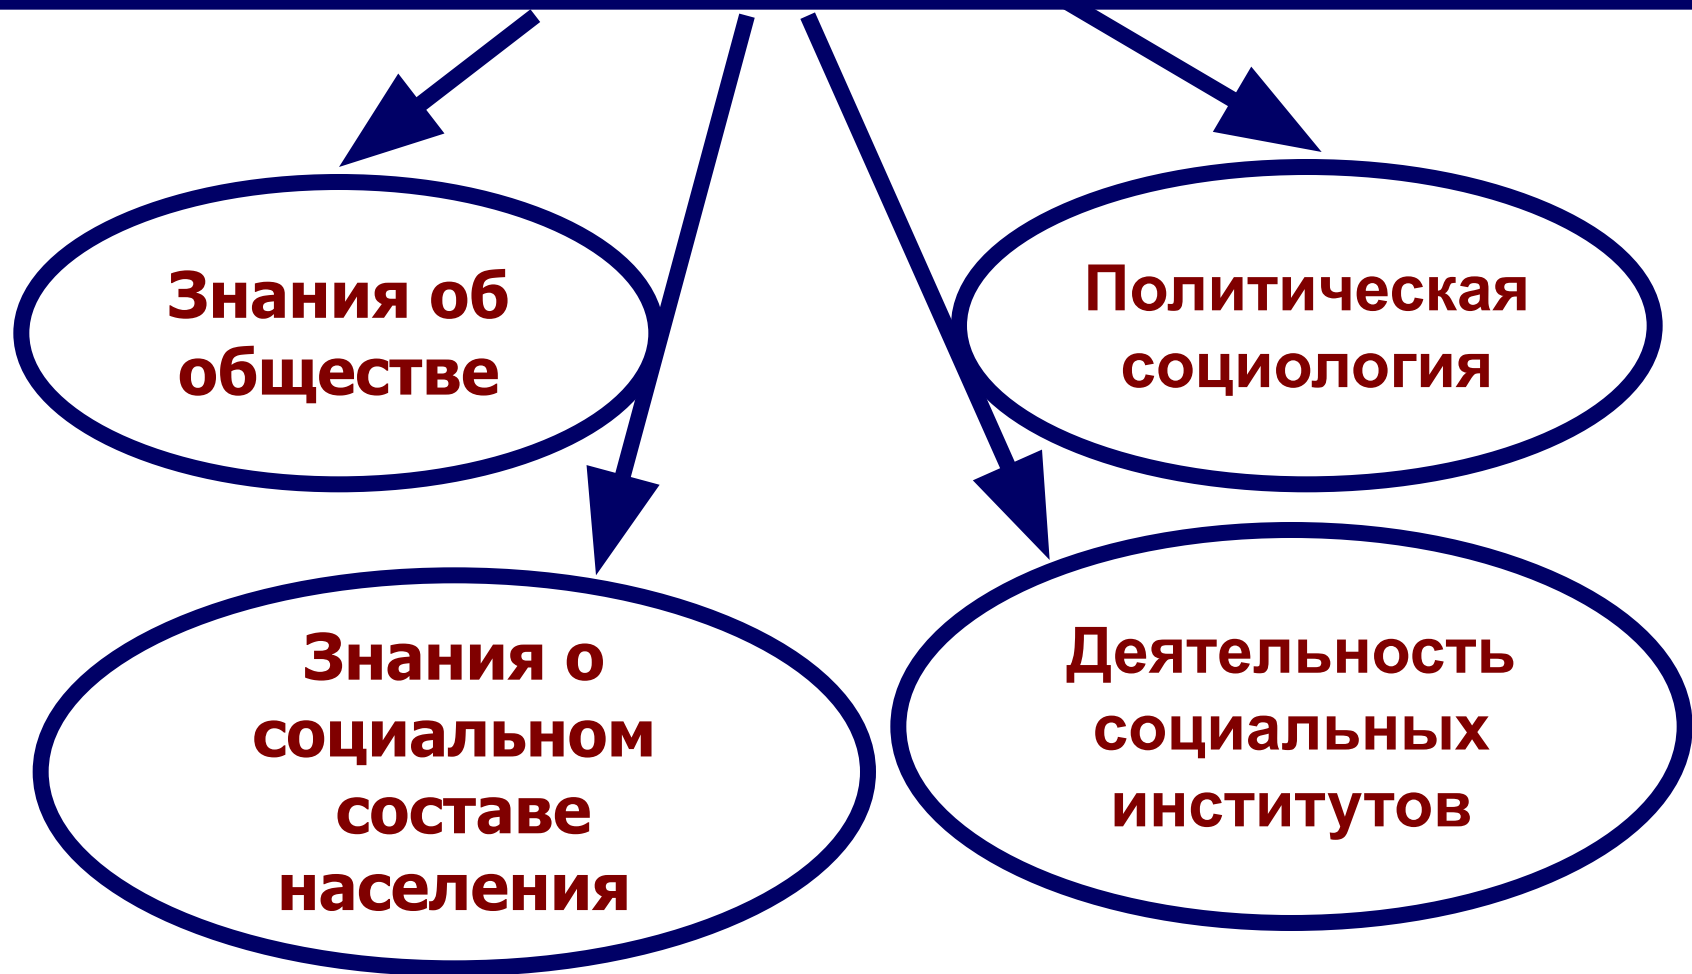 Знания об
обществе
Политическая
социология
Знания о
социальном
составе
населения
Деятельность
социальных
институтов